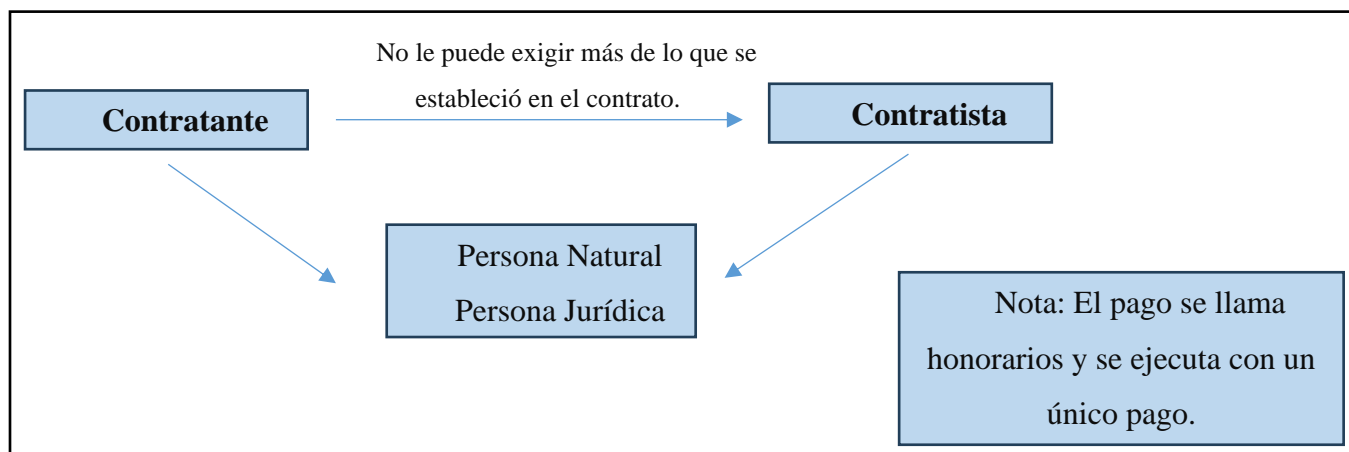 No le puede exigir más de lo que se
estableció en el contrato.
Contratante
Contratista
Persona Natural
Persona Jurídica
Nota: El pago se llama
honorarios y se ejecuta con un
único pago.